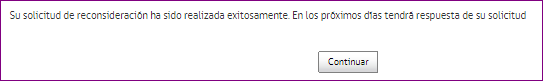 Su solicitud de reconsideración ha sido realizada exitosamente. En los próximos días tendrá respuesta de su solicitud
Continuar